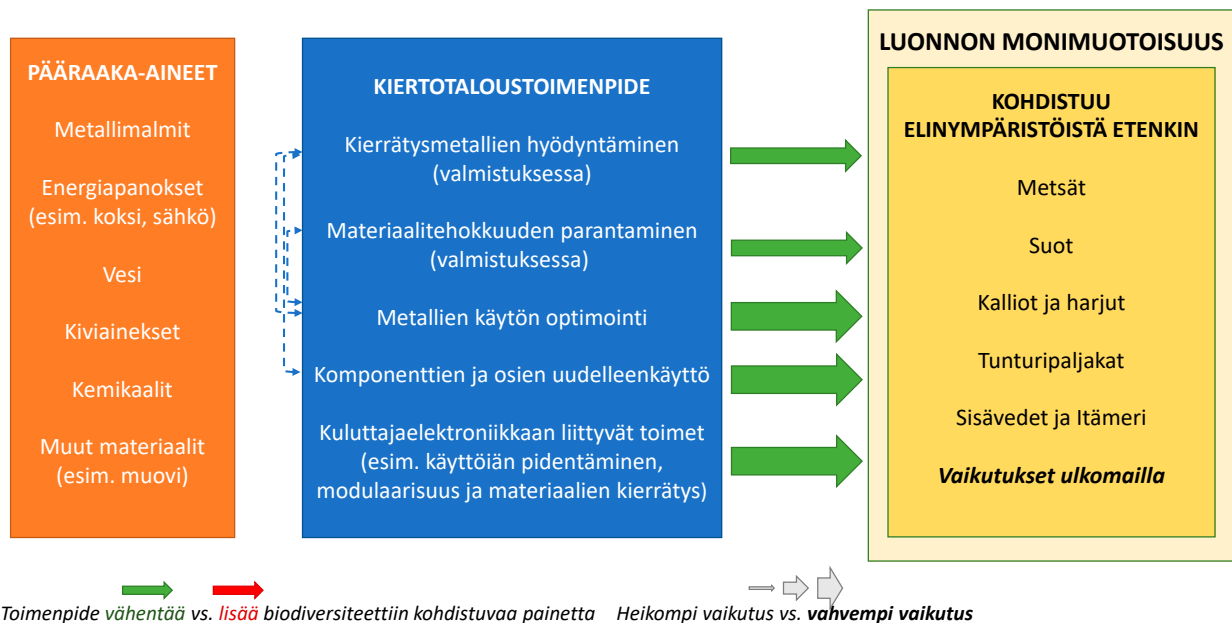 PÄÄRAAKA-AINEET
Metallimalmit
Energiapanokset
(esim. koksi, sähkö)
Vesi
Kiviainekset
Kemikaalit
Muut materiaalit
(esim. muovi)
KIERTOTALOUSTOIMENPIDE
Kierrätysmetallien hyödyntäminen
(valmistuksessa)
Materiaalitehokkuuden parantaminen
(valmistuksessa)
Metallien käytön optimointi
Komponenttien ja osien uudelleenkäyttö
Kuluttajaelektroniikkaan liittyvät toimet
(esim. käyttöiän pidentäminen,
modulaarisuus ja materiaalien kierrätys)
LUONNON MONIMUOTOISUUS
KOHDISTUU
ELINYMPÄRISTÖISTÄ ETENKIN
Metsät
Suot
Kalliot ja harjut
Tunturipaljakat
Sisävedet ja Itämeri
Vaikutukset ulkomailla
Toimenpide vähentää vs. lisää biodiversiteettiin kohdistuvaa painetta
Heikompi vaikutus vs. vahvempi vaikutus